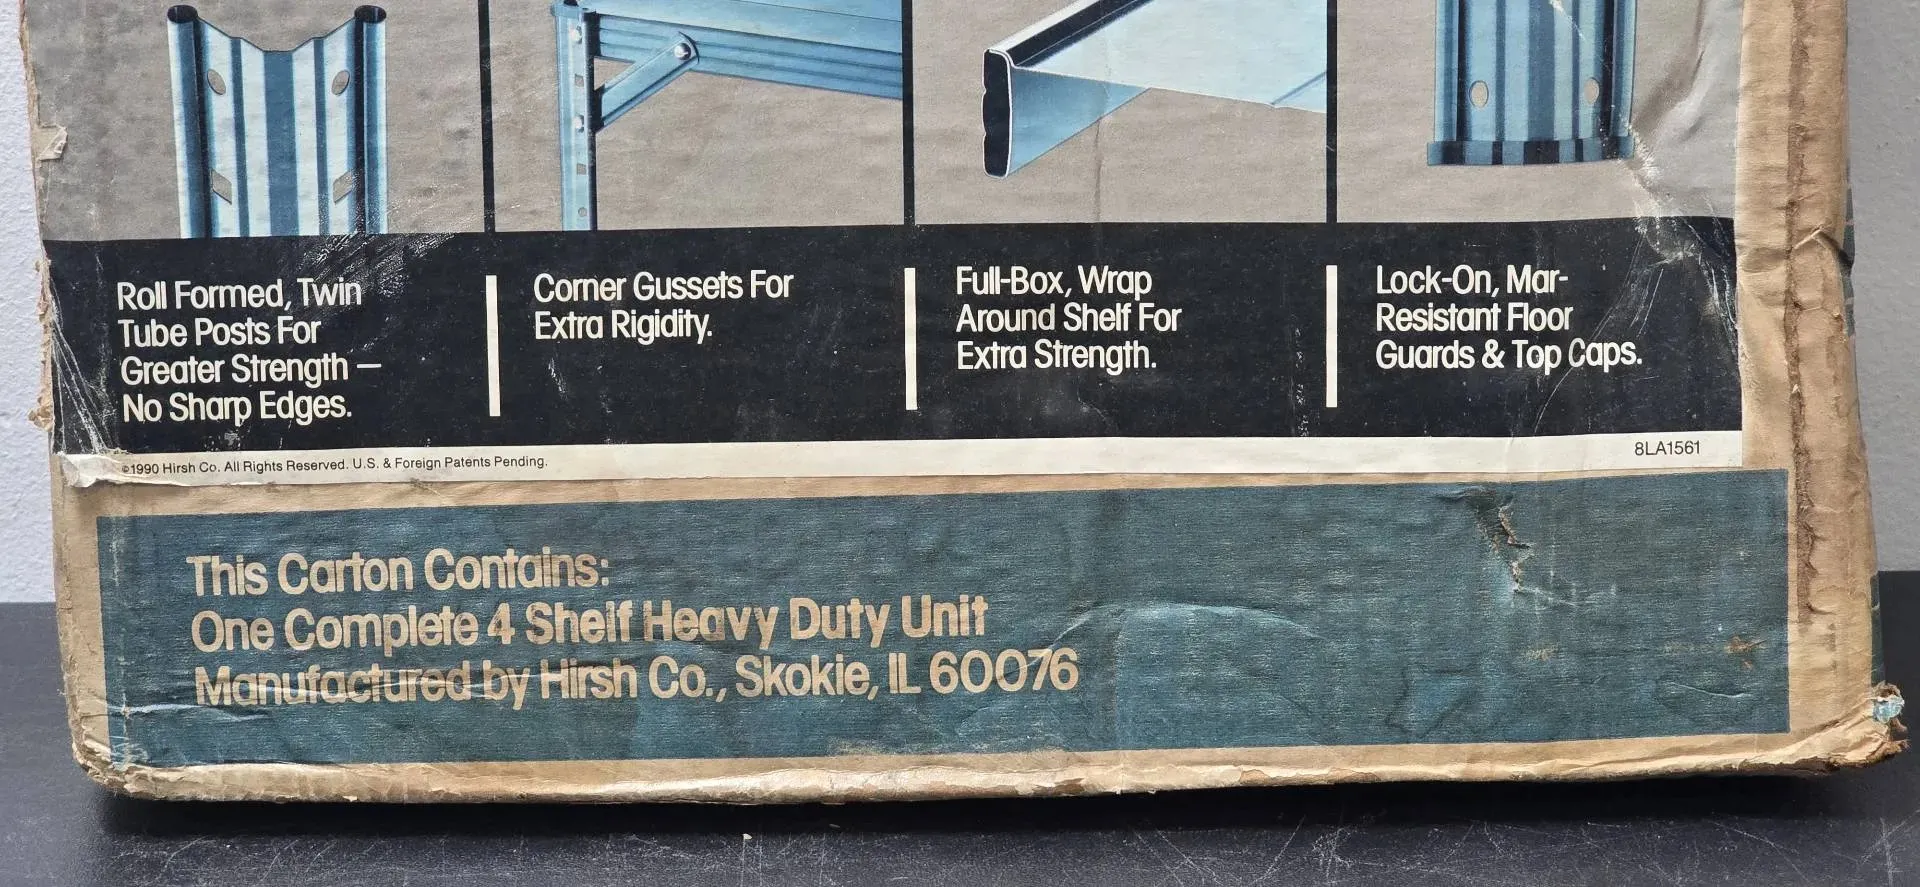 Roll Formed, Twin
Tube Posts For
Greater Strength —
No Sharp Edges.
Corner Gussets For
Extra Rigidity.
Full-Box, Wrap
Around Shelf For
Extra Strength.
Lock-On, Mar-
Resistant Floor
Guards & Top Caps.
©1990 Hirsh Co. All Rights Reserved. U.S. & Foreign Patents Pending.
8LA1561
This Carton Contains:
One Complete 4 Shelf Heavy Duty Unit
Manufactured by Hirsh Co., Skokie, IL 60076